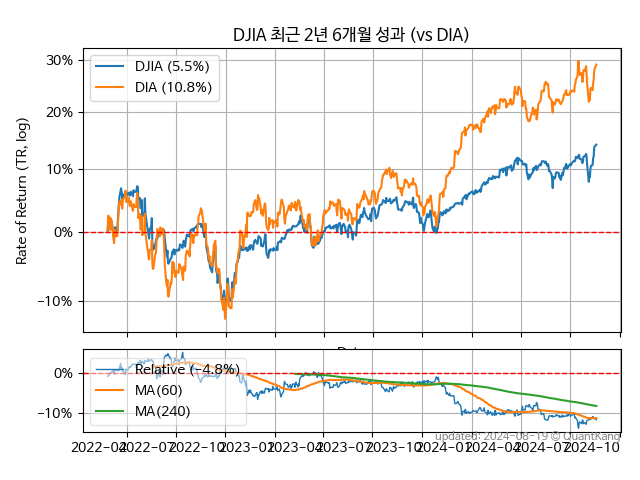 DJIA 최근 2년 6개월 성과 (vs DIA)
Rate of Return (TR, log)
30%
20%
10%
0%
−10%
DJIA (5.5%)
DIA (10.8%)
0%
−10%
Relative (−4.8%)
MA(60)
MA(240)
2022-04
2022-07
2022-10
2023-01
2023-04
2023-07
2023-10
2024-01
2024-04
2024-07
2024-10
updated: 2024-08-19 © QuantKang